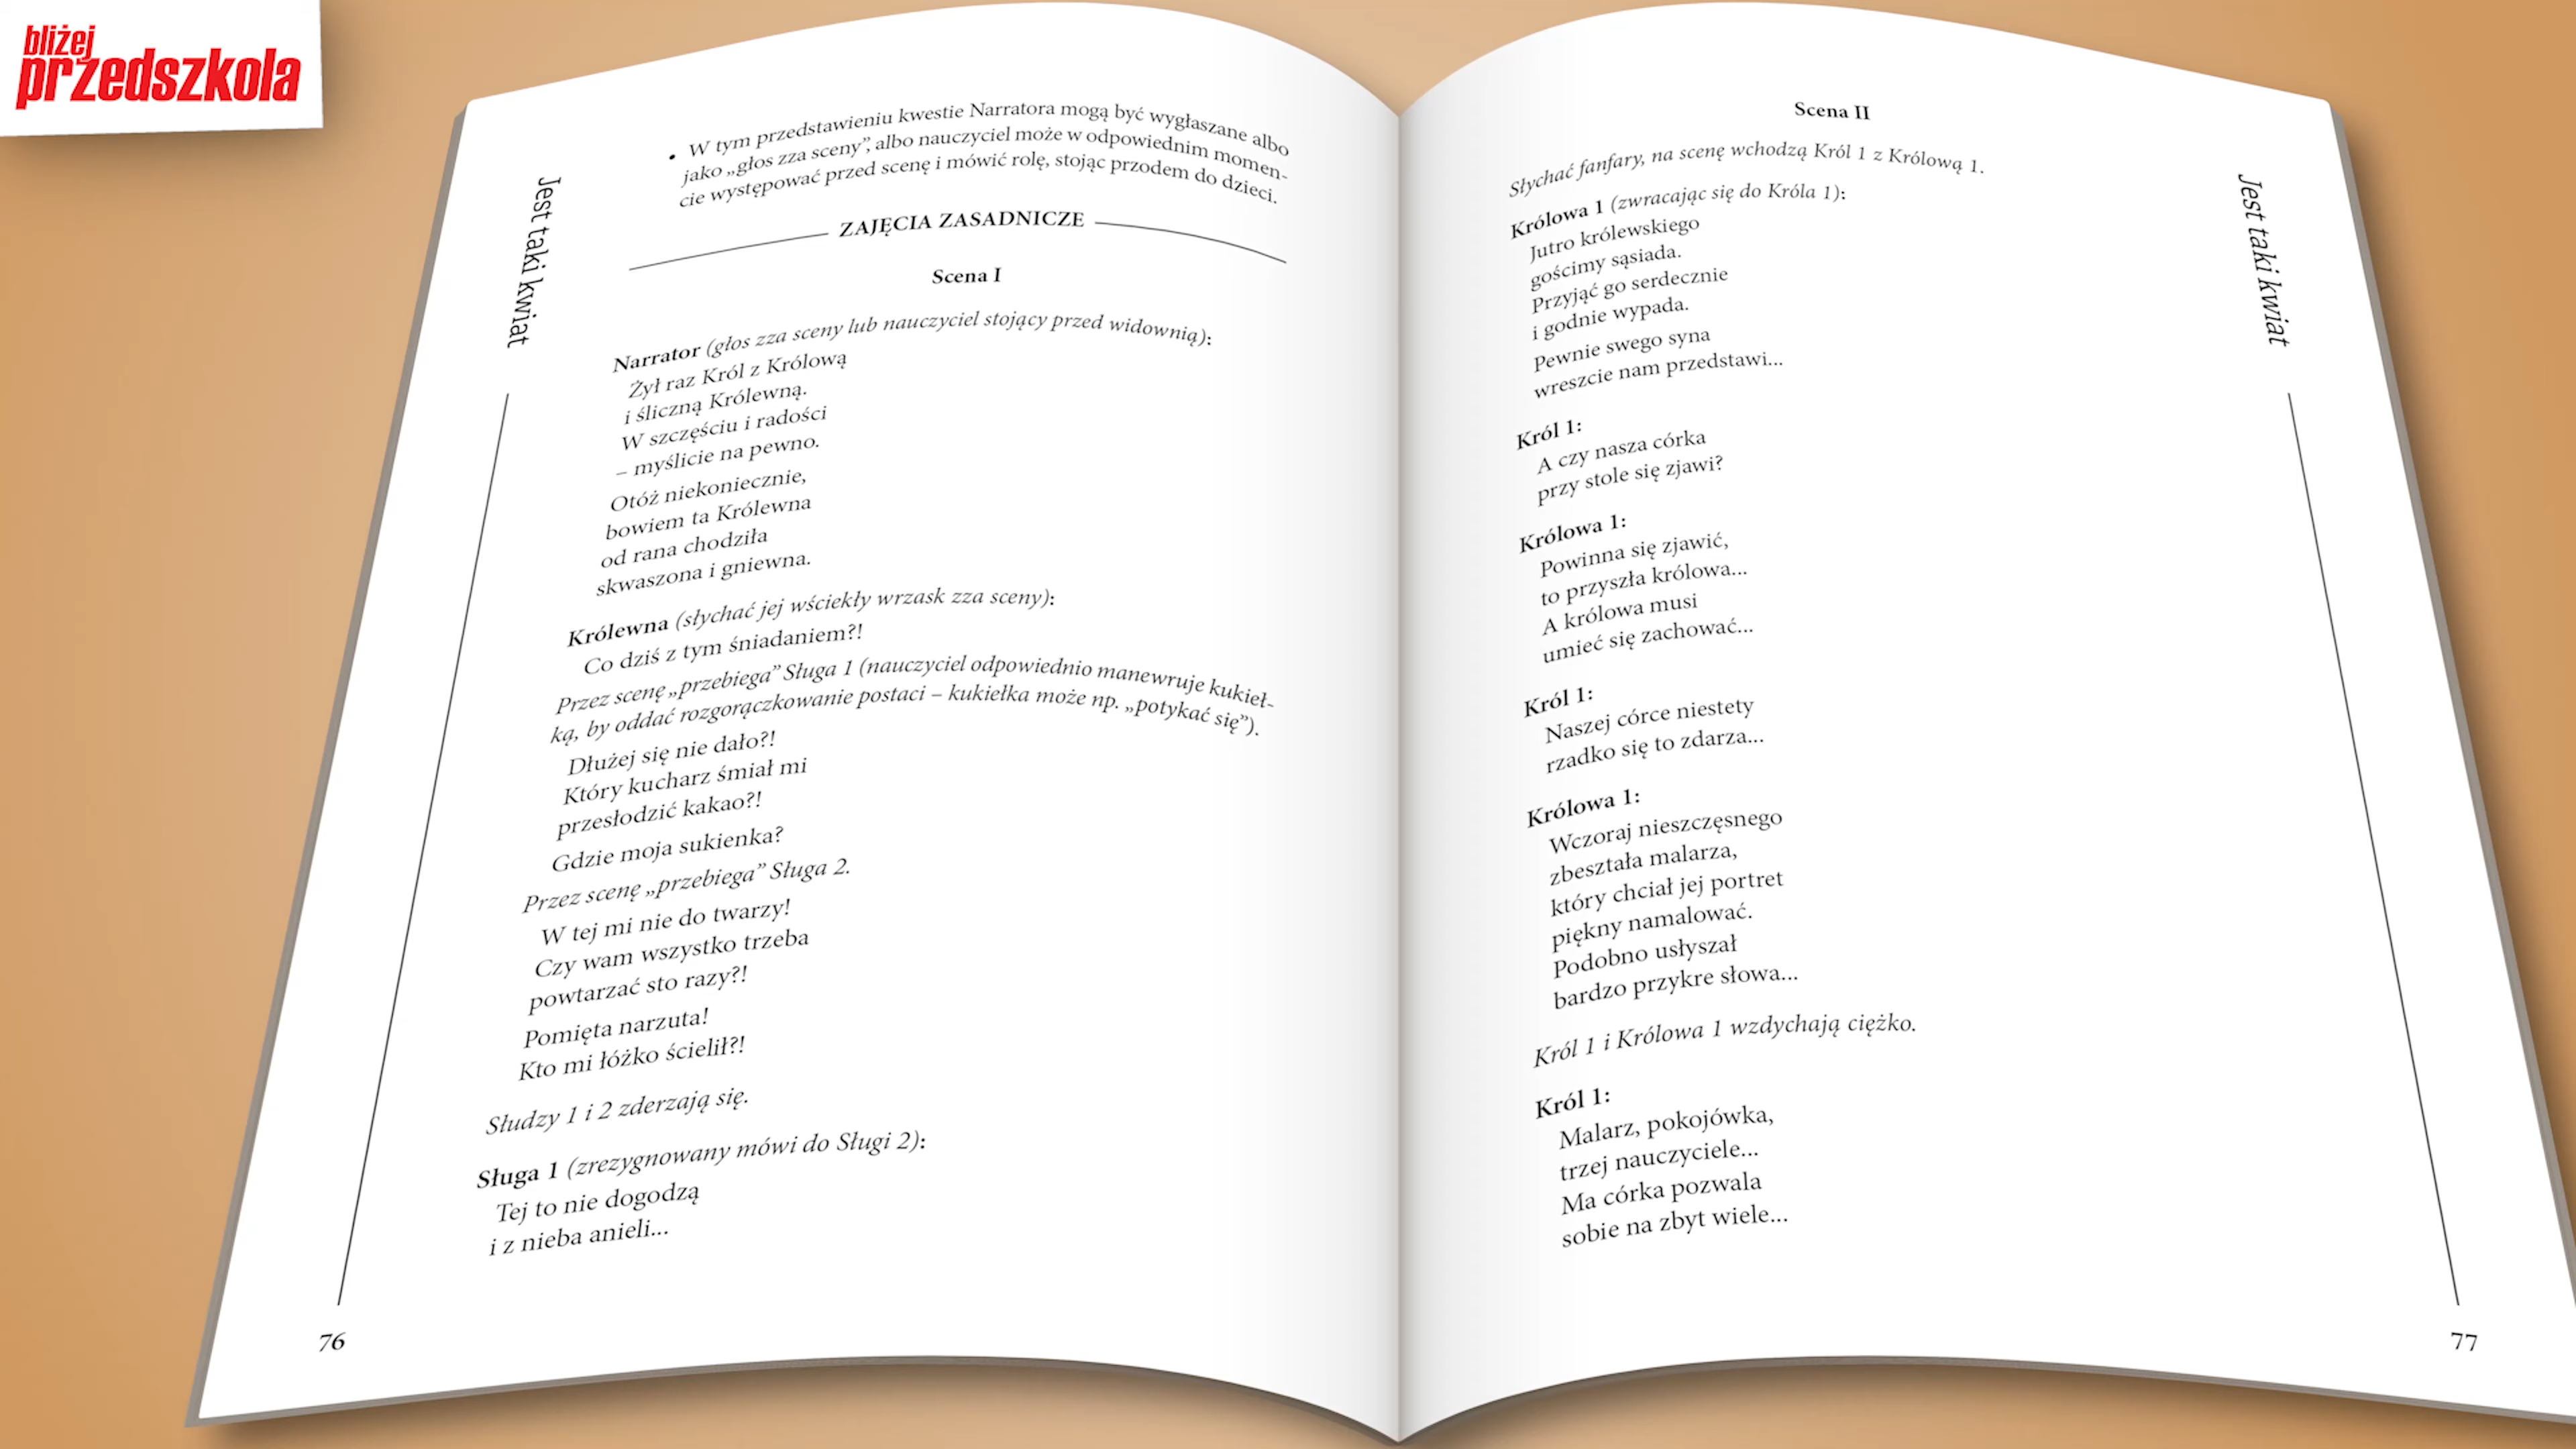 bliżej
przedszkola
• W tym przedstawieniu kwestie Narratora mogą być wygłaszane albo
jako „głos zza sceny”, albo nauczyciel może w odpowiednim momen-
cie występować przed scenę i mówić rolę, stojąc przodem do dzieci.
ZAJĘCIA ZASADNICZE
Scena I
Narrator (głos zza sceny lub nauczyciel stojący przed widownią):
Żył raz Król z Królową
i śliczną Królewną.
W szczęściu i radości
– myślicie na pewno.
Otóż niekoniecznie,
bowiem ta Królewna
od rana chodziła
skwaszona i gniewna.
Królewna (słychać jej wściekły wrzask zza sceny):
Co dziś z tym śniadaniem?!
Przez scenę „przebiega” Sługa 1 (nauczyciel odpowiednio manewruje kukieł-
ką, by oddać rozgorączkowanie postaci – kukiełka może np. „potykać się”).
Dłużej się nie dało?!
Który kucharz śmiał mi
przesłodzić kakao?!
Gdzie moja sukienka?
Przez scenę „przebiega” Sługa 2.
W tej mi nie do twarzy!
Czy wam wszystko trzeba
powtarzać sto razy?!
Pomięta narzuta!
Kto mi łóżko ścielił?!
Słudzy 1 i 2 zderzają się.
Sługa 1 (zrezygnowany mówi do Sługi 2):
Tej to nie dogodzą
i z nieba anieli...
Jest taki kwiat
76
Scena II
Słychać fanfary, na scenę wchodzą Król 1 z Królową 1.
Królowa 1 (zwracając się do Króla 1):
Jutro królewskiego
gościmy sąsiada.
Przyjąć go serdecznie
i godnie wypada.
Pewnie swego syna
wreszcie nam przedstawi...
Król 1:
A czy nasza córka
przy stole się zjawi?
Królowa 1:
Powinna się zjawić,
to przyszła królowa...
A królowa musi
umieć się zachować...
Król 1:
Naszej córce niestety
rzadko się to zdarza...
Królowa 1:
Wczoraj nieszczęsnego
zbeształa malarza,
który chciał jej portret
piękny namalować.
Podobno usłyszał
bardzo przykre słowa...
Król 1 i Królowa 1 wzdychają ciężko.
Król 1:
Malarz, pokojówka,
trzej nauczyciele...
Ma córka pozwala
sobie na zbyt wiele...
Jest taki kwiat
77